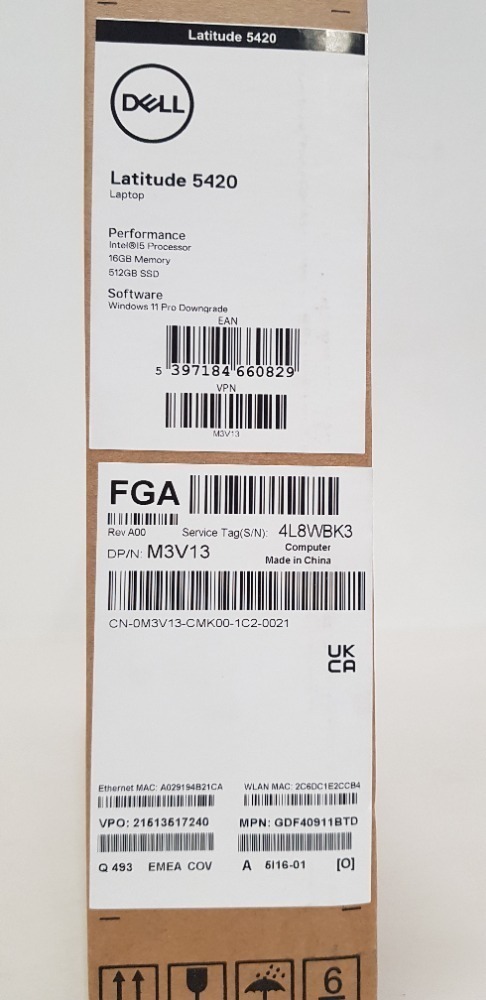 Latitude 5420
DELL
Latitude 5420
Laptop
Performance
Intel®I5 Processor
16GB Memory
512GB SSD
Software
Windows 11 Pro Downgrade
EAN
5 397184 660829
VPN
M3V13
FGA
Rev A00 Service Tag(S/N): 4L8WBK3
DP/N: M3V13 Computer
Made in China
CN-0M3V13-CMK00-1C2-0021
UK
CA
Ethernet MAC: A029194B21CA WLAN MAC: 2C6DC1E2CCB4
VPO: 21513517240 MPN: GDF40911BTD
Q 493 EMEA COV A 5I16-01 [O]
6